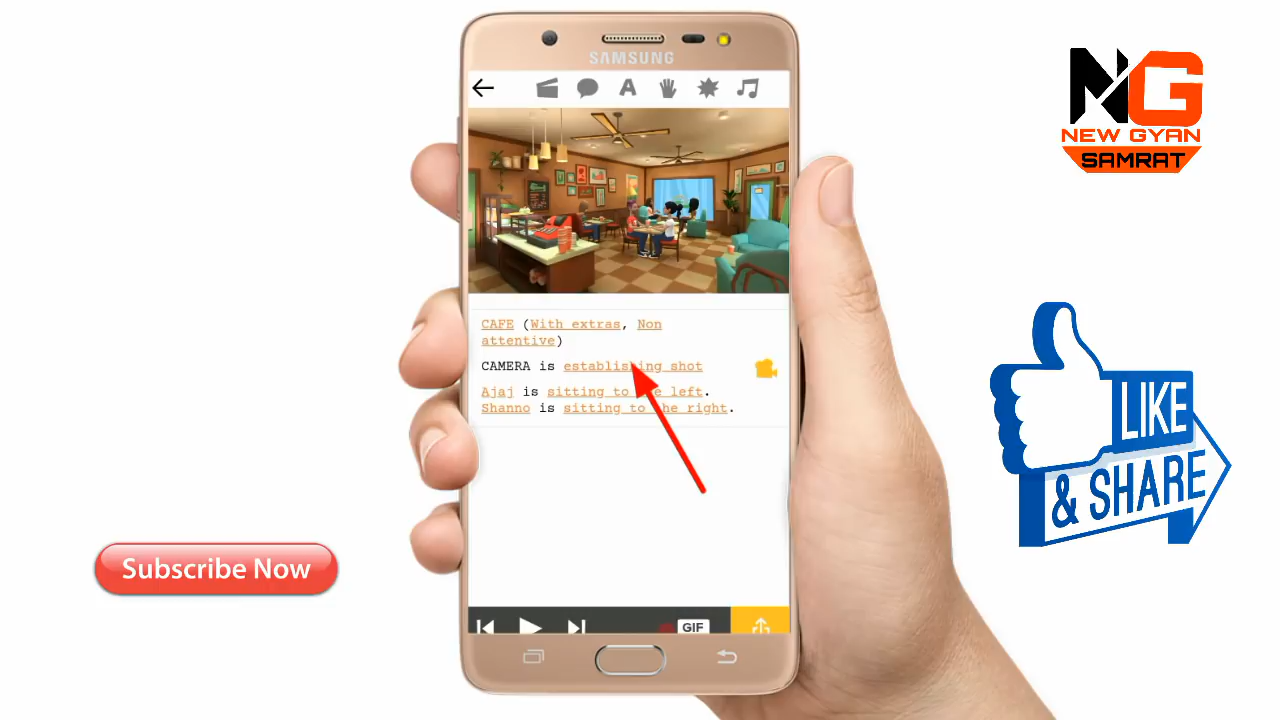 SAMSUNG
A
CAFE (With extras, Non
attentive)
CAMERA is establishing shot
Ajaj is sitting to the left.
Shanno is sitting to the right.
GIF
NG
NEW GYAN
SAMRAT
LIKE
& SHARE
Subscribe Now